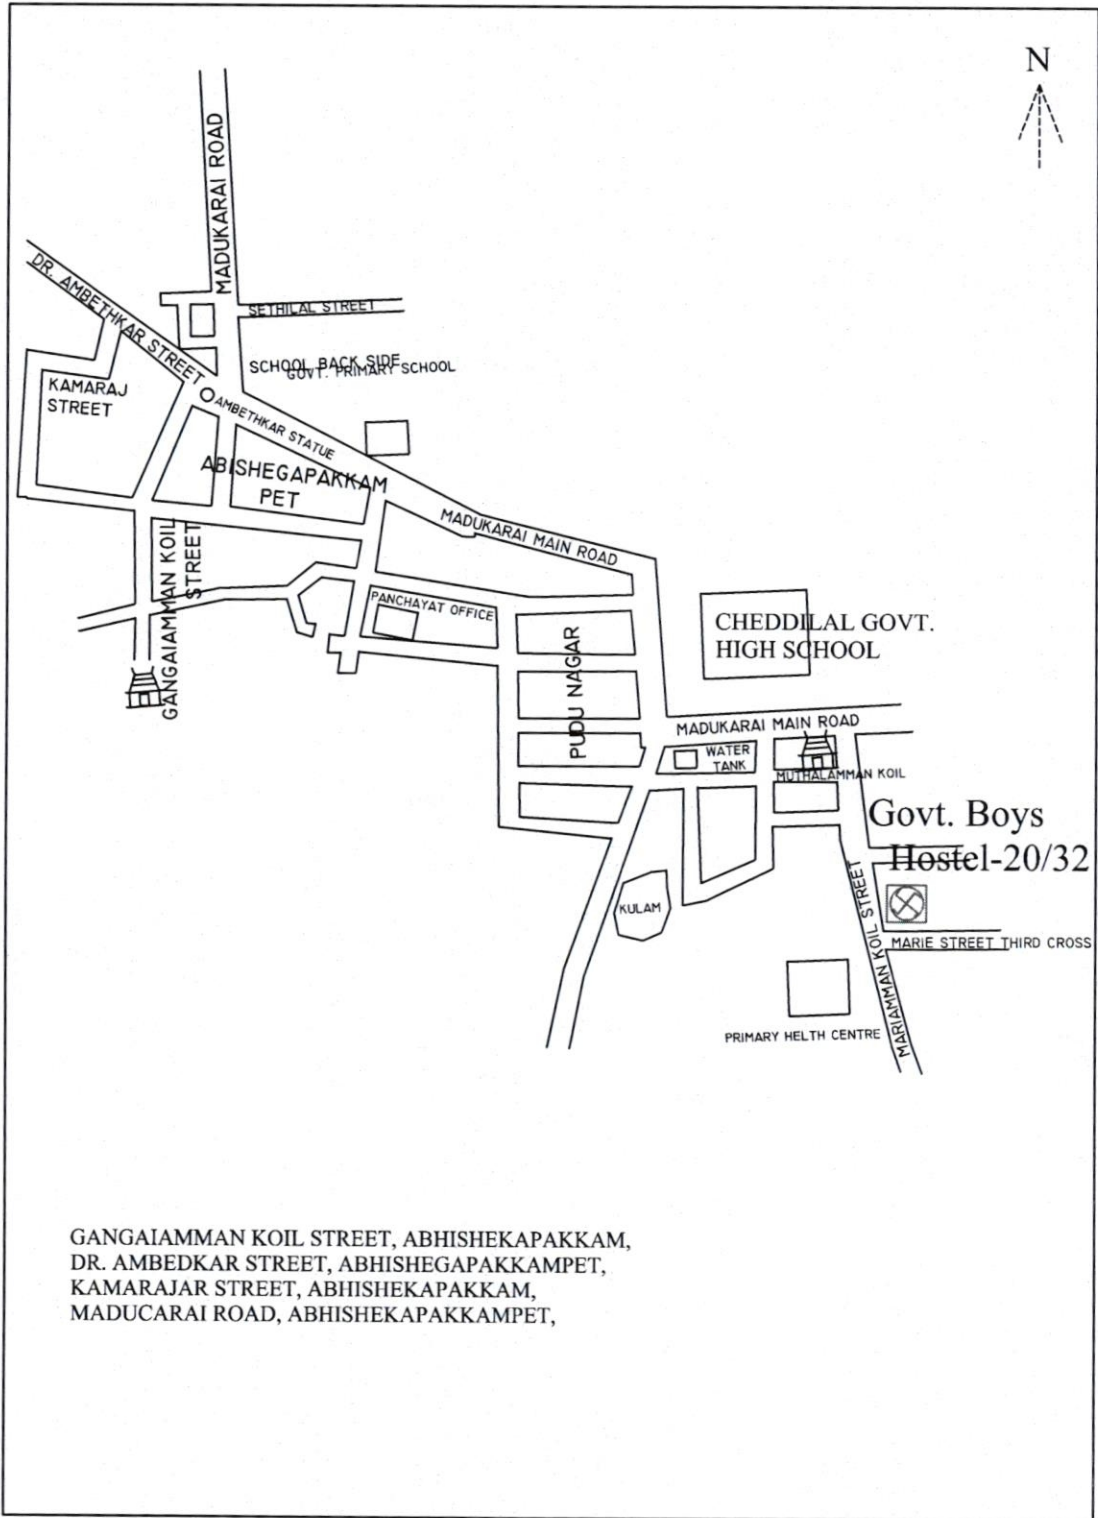 N
MADUKARAI ROAD
DR. AMBETHKAR STREET
SETHILAL STREET
SCHOOL BACK SIDE
GOVT. PRIMARY SCHOOL
KAMARAJ
STREET
AMBETHKAR STATUE
ABISHEGAPAKKAM
PET
MADUKARAI MAIN ROAD
GANGAIAMMAN KOIL
STREET
PANCHAYAT OFFICE
PUDU NAGAR
CHEDDILAL GOVT.
HIGH SCHOOL
MADUKARAI MAIN ROAD
WATER
TANK
MUTHALAMMAN KOIL
Govt. Boys
Hostel-20/32
KULAM
MARIAMMAN KOIL STREET
MARIE STREET THIRD CROSS
PRIMARY HELTH CENTRE
GANGAIAMMAN KOIL STREET, ABHISHEKAPAKKAM,
DR. AMBEDKAR STREET, ABHISHEGAPAKKAMPET,
KAMARAJAR STREET, ABHISHEKAPAKKAM,
MADUCARAI ROAD, ABHISHEKAPAKKAMPET,